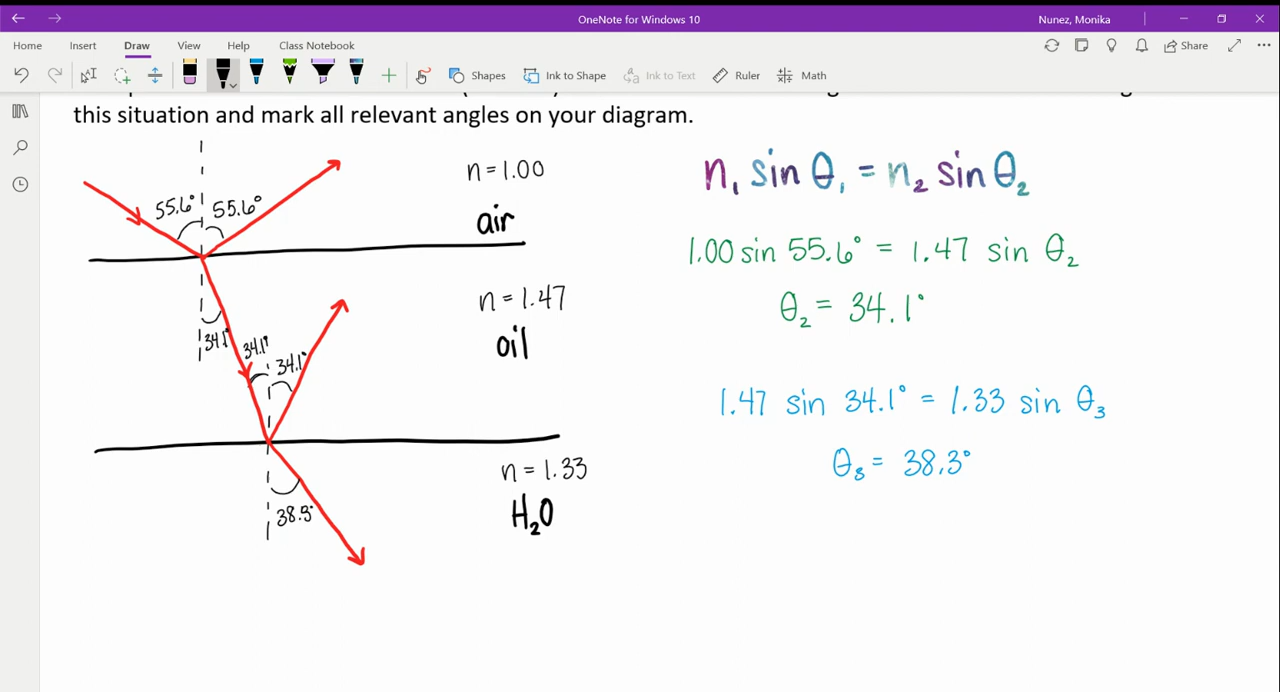 OneNote for Windows 10
Nunez, Monika
Home Insert Draw View Help Class Notebook
Share
Shapes Ink to Shape Ink to Text Ruler Math
this situation and mark all relevant angles on your diagram.
55.6° 55.6°
n = 1.00
air
34.1°
34.1°
34.1°
n = 1.47
oil
38.3°
n = 1.33
H₂O
n₁ sin θ₁ = n₂ sin θ₂
1.00 sin 55.6° = 1.47 sin θ₂
θ₂ = 34.1°
1.47 sin 34.1° = 1.33 sin θ₃
θ₃ = 38.3°